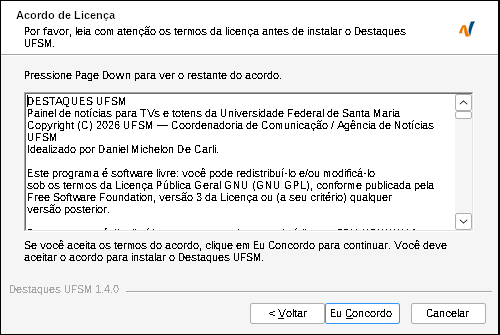 Acordo de Licença
Por favor, leia com atenção os termos da licença antes de instalar o Destaques
UFSM.
Pressione Page Down para ver o restante do acordo.
DESTAQUES UFSM
Painel de notícias para TVs e totens da Universidade Federal de Santa Maria
Copyright (C) 2026 UFSM — Coordenadoria de Comunicação / Agência de Notícias
UFSM
Idealizado por Daniel Michelon De Carli.
Este programa é software livre: você pode redistribuí-lo e/ou modificá-lo
sob os termos da Licença Pública Geral GNU (GNU GPL), conforme publicada pela
Free Software Foundation, versão 3 da Licença ou (a seu critério) qualquer
versão posterior.
Se você aceita os termos do acordo, clique em Eu Concordo para continuar. Você deve
aceitar o acordo para instalar o Destaques UFSM.
Destaques UFSM 1.4.0
< Voltar
Eu Concordo
Cancelar